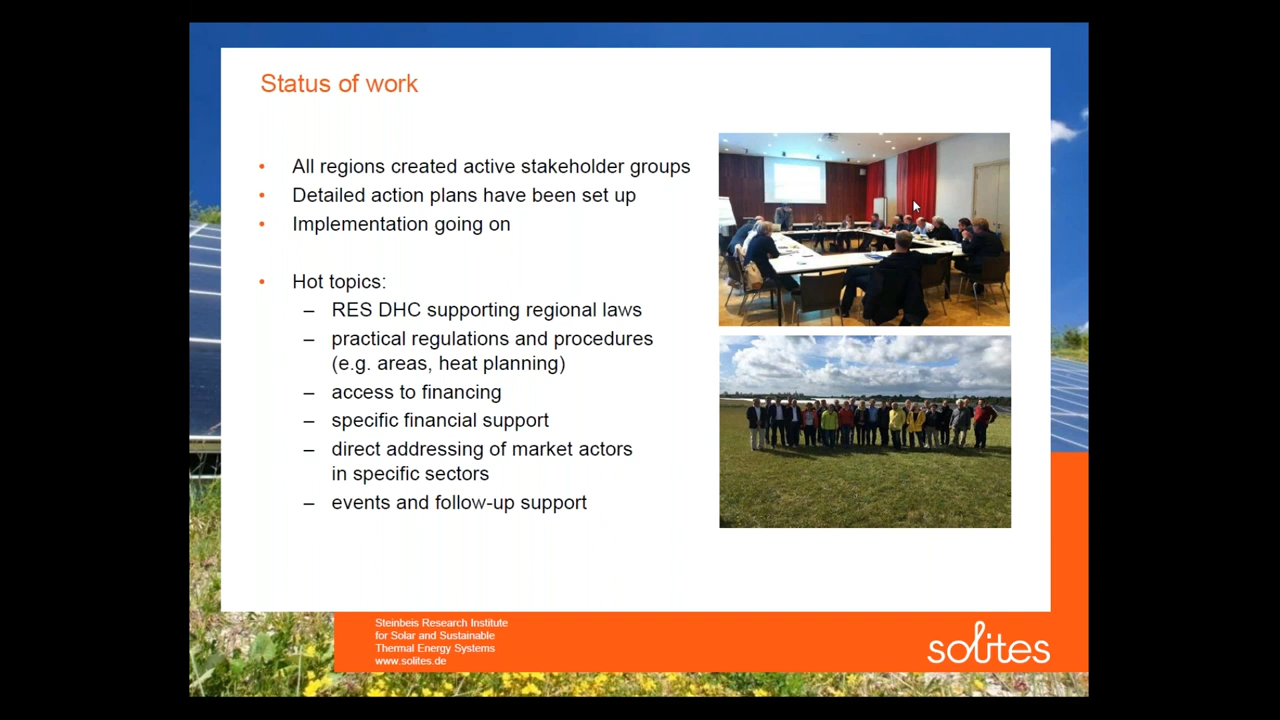 Status of work
• All regions created active stakeholder groups
• Detailed action plans have been set up
• Implementation going on
• Hot topics:
– RES DHC supporting regional laws
– practical regulations and procedures
(e.g. areas, heat planning)
– access to financing
– specific financial support
– direct addressing of market actors
in specific sectors
– events and follow-up support
Steinbeis Research Institute
for Solar and Sustainable
Thermal Energy Systems
www.solites.de
solites